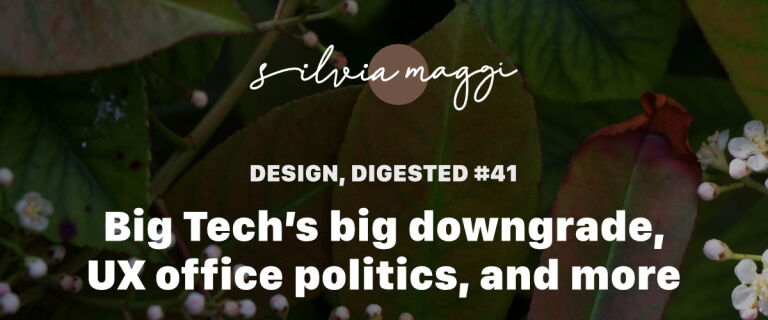 silvia maggi
DESIGN, DIGESTED #41
Big Tech’s big downgrade,
UX office politics, and more